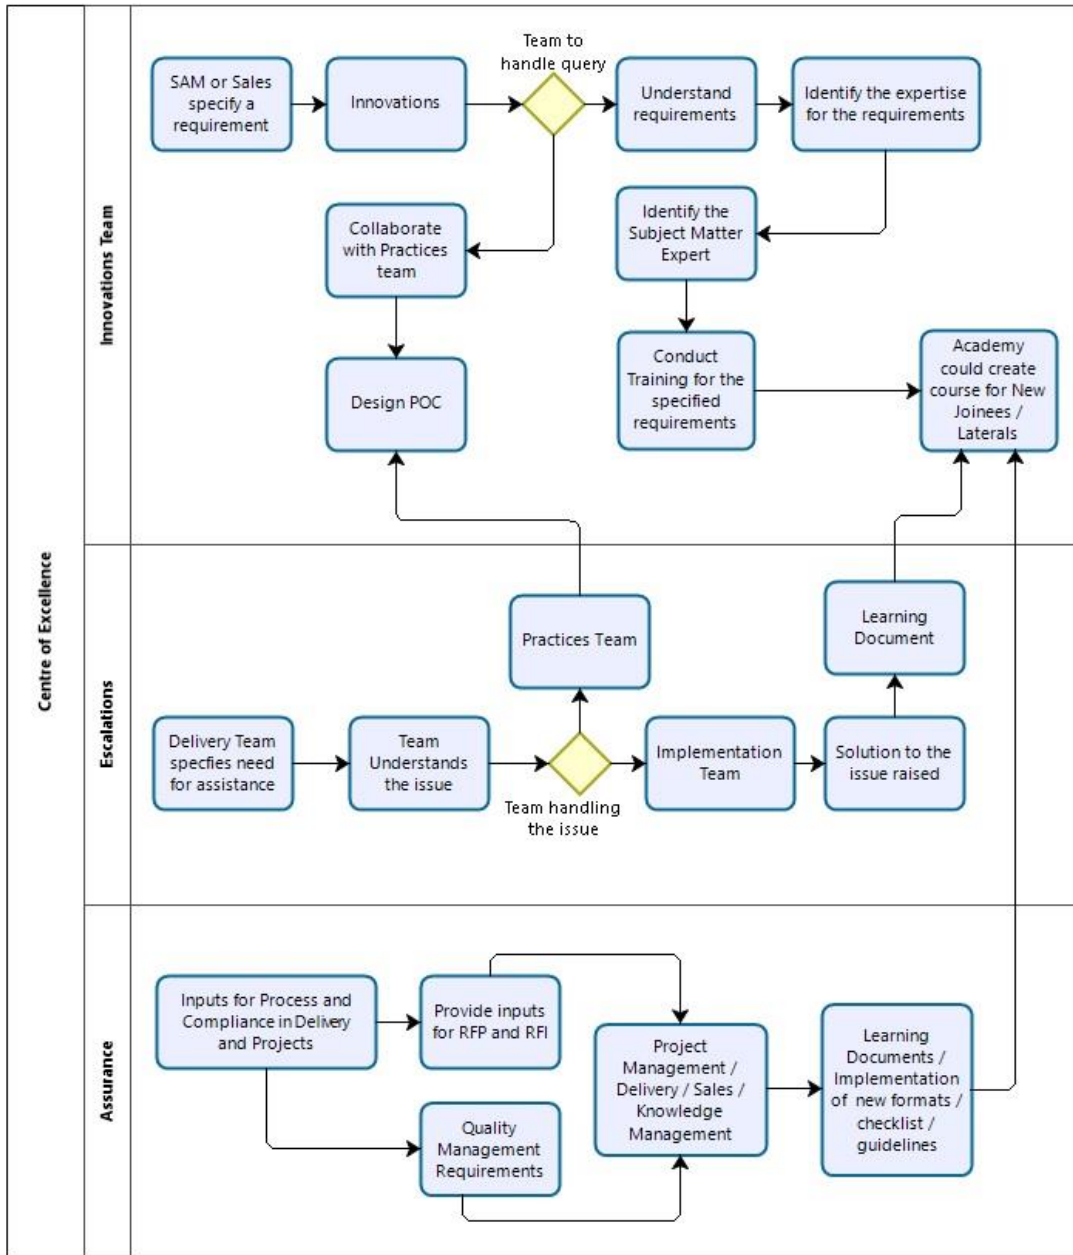 Centre of Excellence
Innovations Team
SAM or Sales
specify a
requirement
Innovations
Team to
handle query
Understand
requirements
Identify the expertise
for the requirements
Collaborate
with Practices
team
Identify the
Subject Matter
Expert
Design POC
Conduct
Training for the
specified
requirements
Academy
could create
course for New
Joinees /
Laterals
Escalations
Practices Team
Learning
Document
Delivery Team
specfies need
for assistance
Team
Understands
the issue
Team handling
the issue
Implementation
Team
Solution to the
issue raised
Assurance
Inputs for Process and
Compliance in Delivery
and Projects
Provide inputs
for RFP and RFI
Quality
Management
Requirements
Project
Management /
Delivery / Sales /
Knowledge
Management
Learning
Documents /
Implementation
of new formats /
checklist /
guidelines